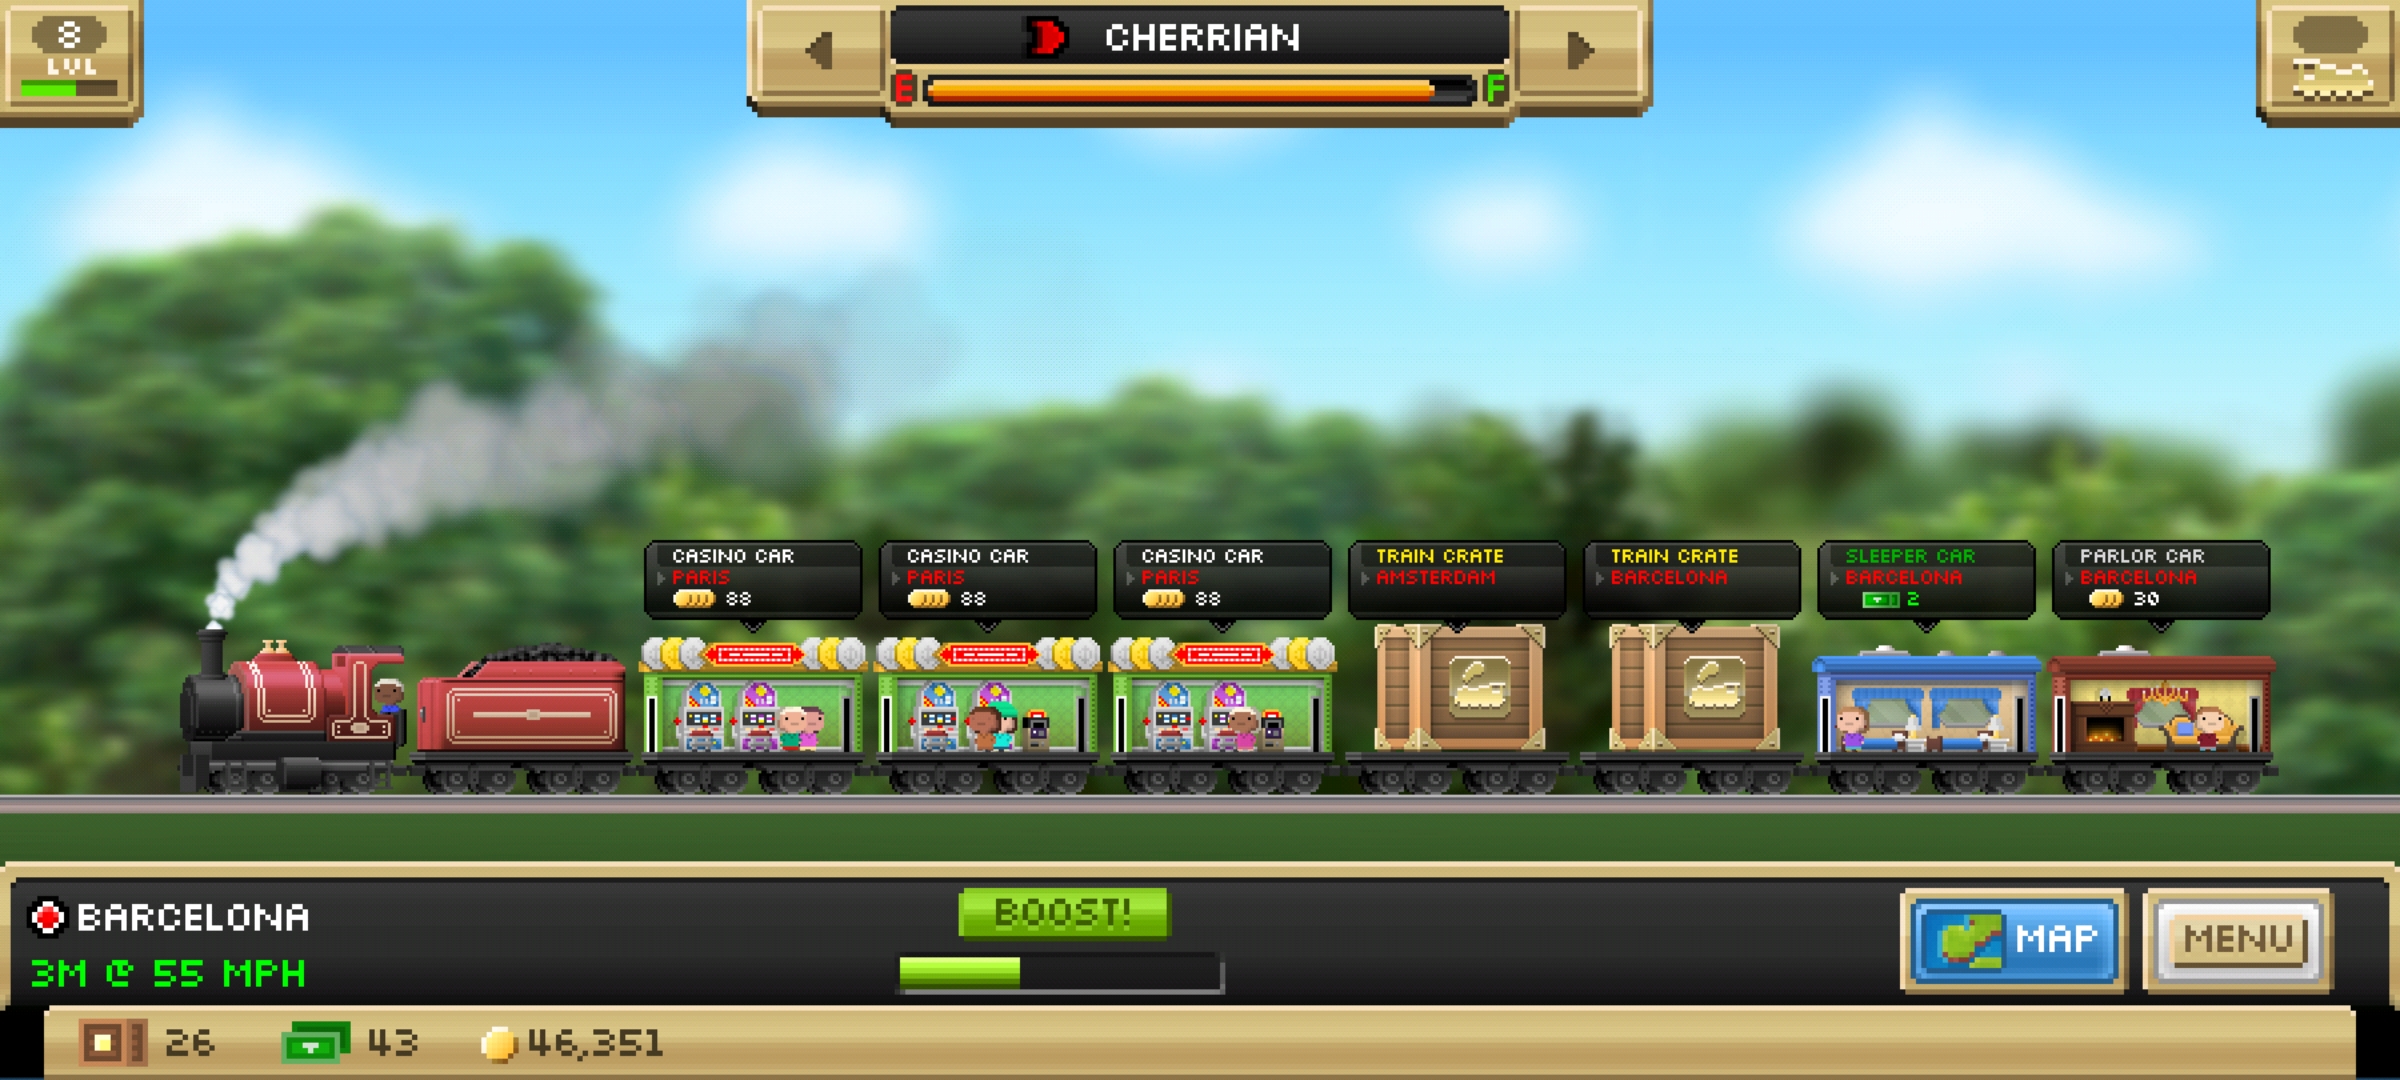 8
LVL
CHERRIAN
E
F
CASINO CAR
PARIS
88
CASINO CAR
PARIS
88
CASINO CAR
PARIS
88
TRAIN CRATE
AMSTERDAM
TRAIN CRATE
BARCELONA
SLEEPER CAR
BARCELONA
2
PARLOR CAR
BARCELONA
30
BARCELONA
3M @ 55 MPH
BOOST!
MAP
MENU
26
43
46,351